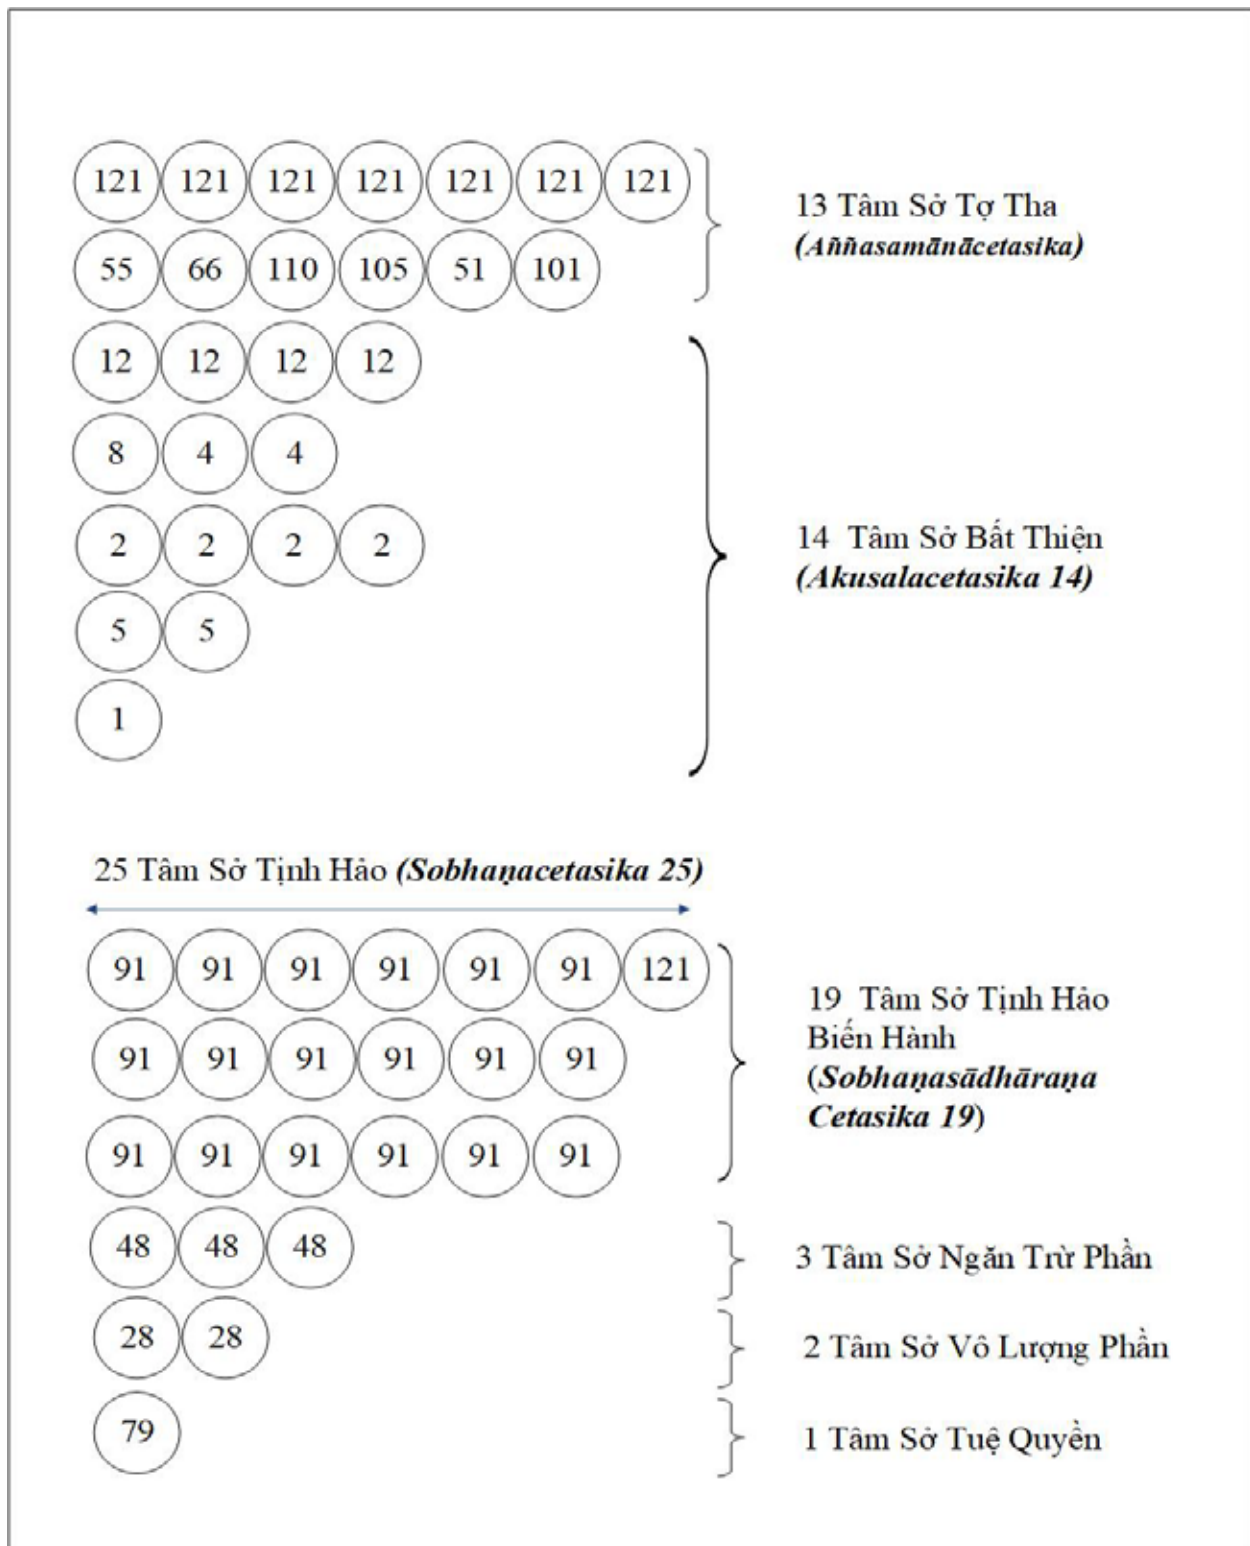 121 121 121 121 121 121 121
13 Tâm Sở Tợ Tha
(Aññasamānācetasika)
55 66 110 105 51 101
12 12 12 12
8 4 4
2 2 2 2
14 Tâm Sở Bất Thiện
(Akusalacetasika 14)
5 5
1
25 Tâm Sở Tịnh Hảo (Sobhaṇacetasika 25)
91 91 91 91 91 91 121
19 Tâm Sở Tịnh Hảo
Biến Hành
(Sobhaṇasādhāraṇa
Cetasika 19)
91 91 91 91 91 91
91 91 91 91 91 91
48 48 48
3 Tâm Sở Ngăn Trừ Phần
28 28
2 Tâm Sở Vô Lượng Phần
79
1 Tâm Sở Tuệ Quyền